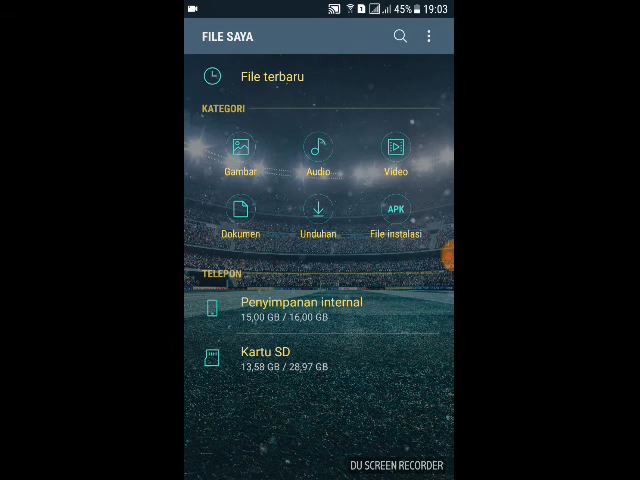 45% 19:03
FILE SAYA
File terbaru
KATEGORI
Gambar Audio Video
APK
Dokumen Unduhan File instalasi
TELEPON
Penyimpanan internal
15,00 GB / 16,00 GB
Kartu SD
13,58 GB / 28,97 GB
DU SCREEN RECORDER